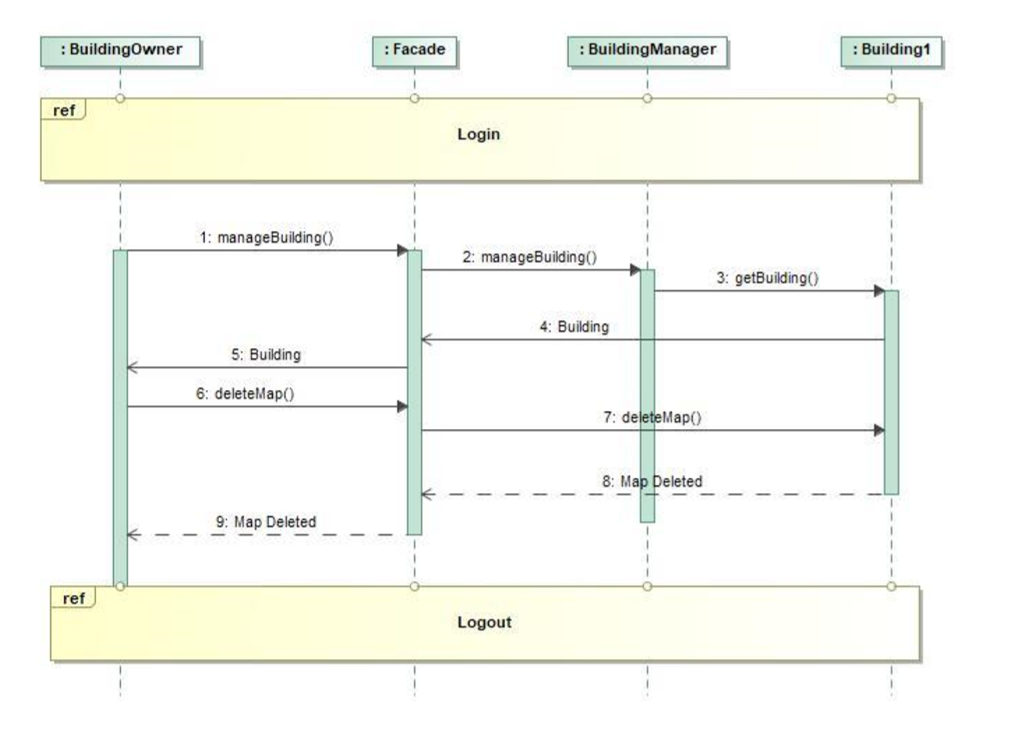 : BuildingOwner
: Facade
: BuildingManager
: Building1
ref
Login
1: manageBuilding()
2: manageBuilding()
3: getBuilding()
4: Building
5: Building
6: deleteMap()
7: deleteMap()
8: Map Deleted
9: Map Deleted
ref
Logout